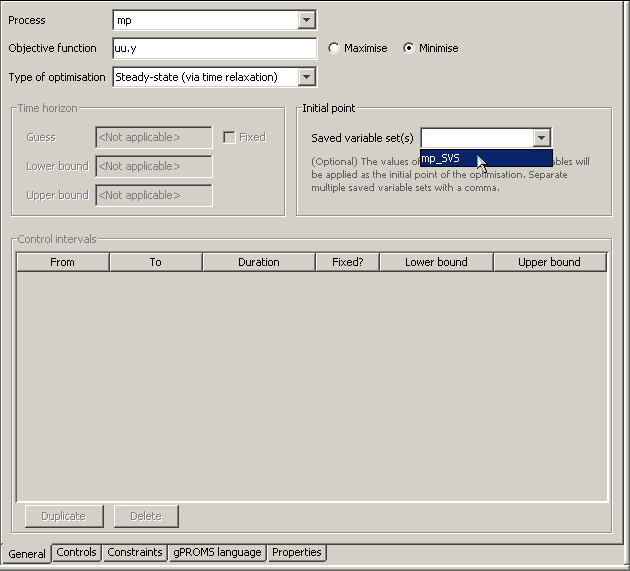 Process mp
Objective function uu.y Maximise Minimise
Type of optimisation Steady-state (via time relaxation)
Time horizon
Guess <Not applicable> Fixed
Lower bound <Not applicable>
Upper bound <Not applicable>
Initial point
Saved variable set(s)
mp_SVS
(Optional) The values of ables will
be applied as the initial point of the optimisation. Separate
multiple saved variable sets with a comma.
Control intervals
From To Duration Fixed? Lower bound Upper bound
Duplicate Delete
General Controls Constraints gPROMS language Properties